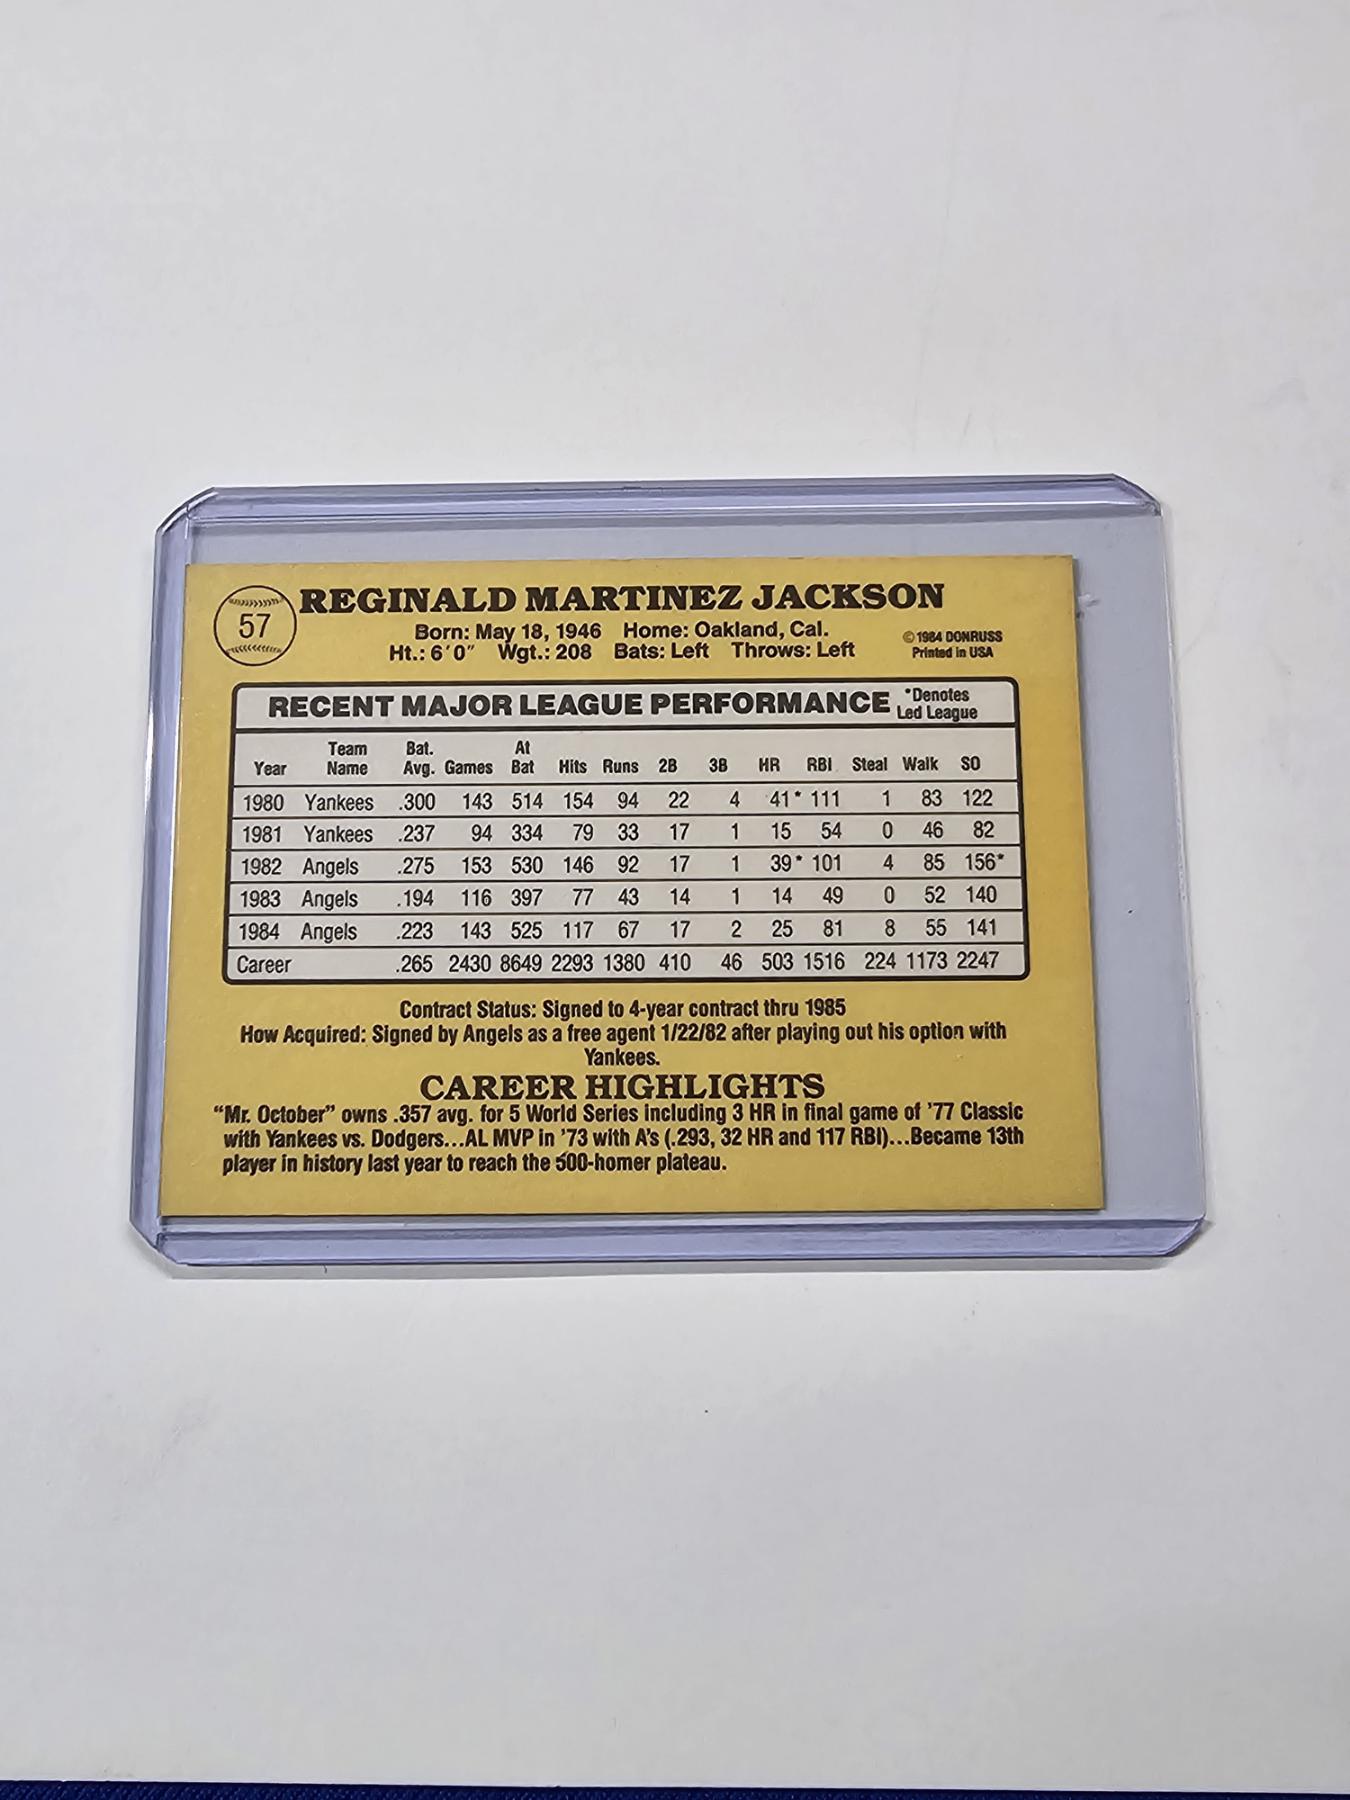 57
REGINALD MARTINEZ JACKSON
Born: May 18, 1946 Home: Oakland, Cal.
Ht.: 6'0" Wgt.: 208 Bats: Left Throws: Left
© 1984 DONRUSS
Printed in USA
RECENT MAJOR LEAGUE PERFORMANCE
*Denotes
Led League
Year Team Name Bat. Avg. Games At Bat Hits Runs 2B 3B HR RBI Steal Walk SO
1980 Yankees .300 143 514 154 94 22 4 41* 111 1 83 122
1981 Yankees .237 94 334 79 33 17 1 15 54 0 46 82
1982 Angels .275 153 530 146 92 17 1 39* 101 4 85 156*
1983 Angels .194 116 397 77 43 14 1 14 49 0 52 140
1984 Angels .223 143 525 117 67 17 2 25 81 8 55 141
Career .265 2430 8649 2293 1380 410 46 503 1516 224 1173 2247
Contract Status: Signed to 4-year contract thru 1985
How Acquired: Signed by Angels as a free agent 1/22/82 after playing out his option with
Yankees.
CAREER HIGHLIGHTS
"Mr. October" owns .357 avg. for 5 World Series including 3 HR in final game of '77 Classic
with Yankees vs. Dodgers...AL MVP in '73 with A's (.293, 32 HR and 117 RBI)...Became 13th
player in history last year to reach the 500-homer plateau.